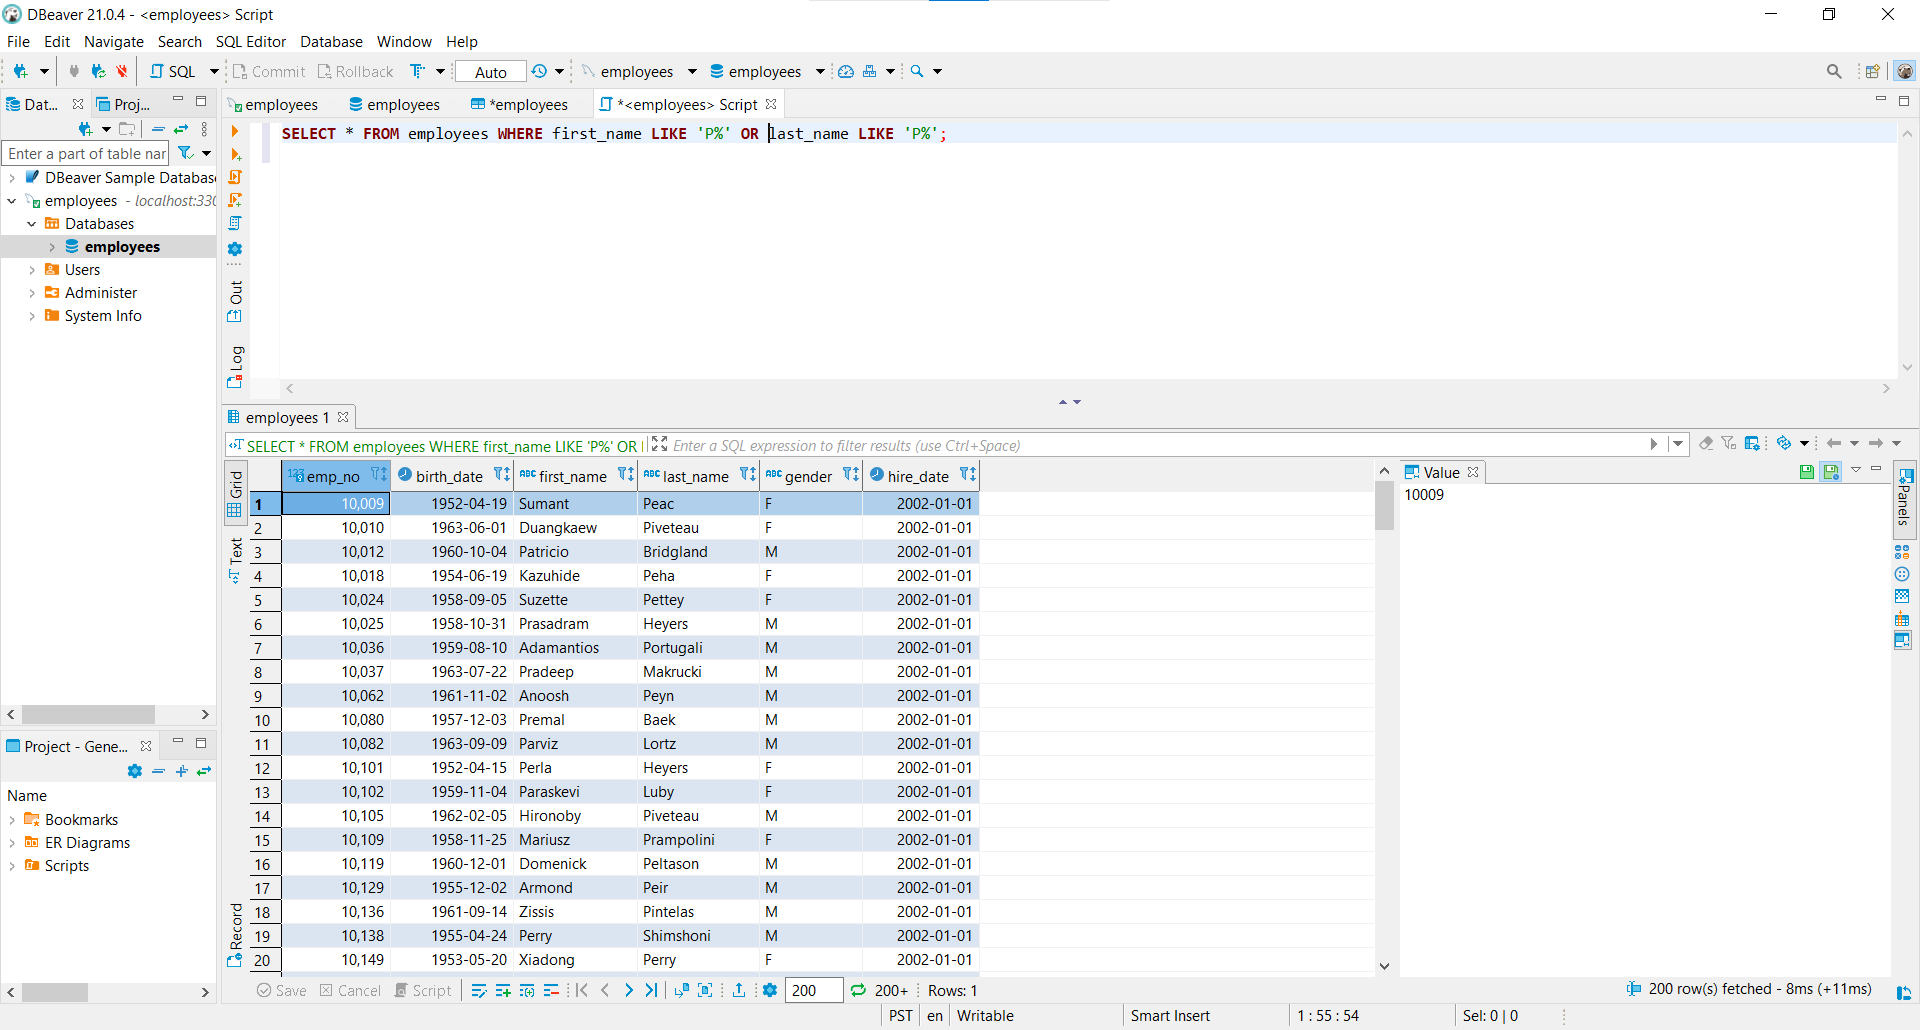 DBeaver 21.0.4 - <employees> Script
File Edit Navigate Search SQL Editor Database Window Help
SQL Commit Rollback Auto employees employees
Dat... Proj...
Enter a part of table nar
DBeaver Sample Databas
employees - localhost:330
Databases
employees
Users
Administer
System Info
Project - Gene...
Name
Bookmarks
ER Diagrams
Scripts
employees employees *employees *<employees> Script
SELECT * FROM employees WHERE first_name LIKE 'P%' OR last_name LIKE 'P%';
Out
Log
employees 1
SELECT * FROM employees WHERE first_name LIKE 'P%' OR
Enter a SQL expression to filter results (use Ctrl+Space)
Grid
Text
Record
123 emp_no birth_date ABC first_name ABC last_name ABC gender hire_date
1 10,009 1952-04-19 Sumant Peac F 2002-01-01
2 10,010 1963-06-01 Duangkaew Piveteau F 2002-01-01
3 10,012 1960-10-04 Patricio Bridgland M 2002-01-01
4 10,018 1954-06-19 Kazuhide Peha F 2002-01-01
5 10,024 1958-09-05 Suzette Pettey F 2002-01-01
6 10,025 1958-10-31 Prasadram Heyers M 2002-01-01
7 10,036 1959-08-10 Adamantios Portugali M 2002-01-01
8 10,037 1963-07-22 Pradeep Makrucki M 2002-01-01
9 10,062 1961-11-02 Anoosh Peyn M 2002-01-01
10 10,080 1957-12-03 Premal Baek M 2002-01-01
11 10,082 1963-09-09 Parviz Lortz M 2002-01-01
12 10,101 1952-04-15 Perla Heyers F 2002-01-01
13 10,102 1959-11-04 Paraskevi Luby F 2002-01-01
14 10,105 1962-02-05 Hironoby Piveteau M 2002-01-01
15 10,109 1958-11-25 Mariusz Prampolini F 2002-01-01
16 10,119 1960-12-01 Domenick Peltason M 2002-01-01
17 10,129 1955-12-02 Armond Peir M 2002-01-01
18 10,136 1961-09-14 Zissis Pintelas M 2002-01-01
19 10,138 1955-04-24 Perry Shimshoni M 2002-01-01
20 10,149 1953-05-20 Xiadong Perry F 2002-01-01
Value
10009
Panels
Save Cancel Script 200 200+ Rows: 1
200 row(s) fetched - 8ms (+11ms)
PST en Writable Smart Insert 1 : 55 : 54 Sel: 0 | 0